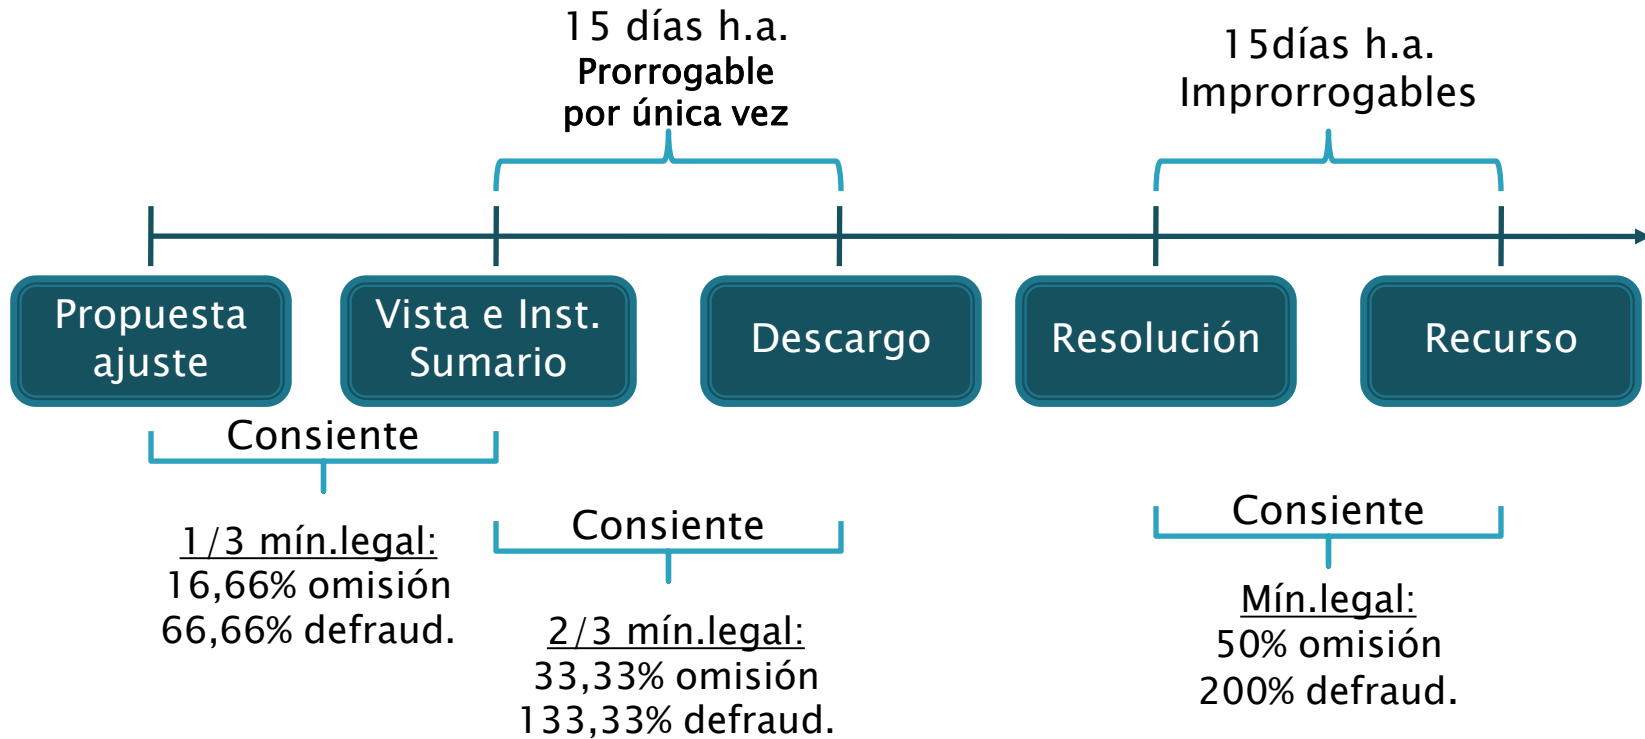 15 días h.a.
Prorrogable
por única vez
15días h.a.
Improrrogables
Propuesta
ajuste
Vista e Inst.
Sumario
Descargo
Resolución
Recurso
Consiente
1/3 mín.legal:
16,66% omisión
66,66% defraud.
Consiente
2/3 mín.legal:
33,33% omisión
133,33% defraud.
Consiente
Mín.legal:
50% omisión
200% defraud.